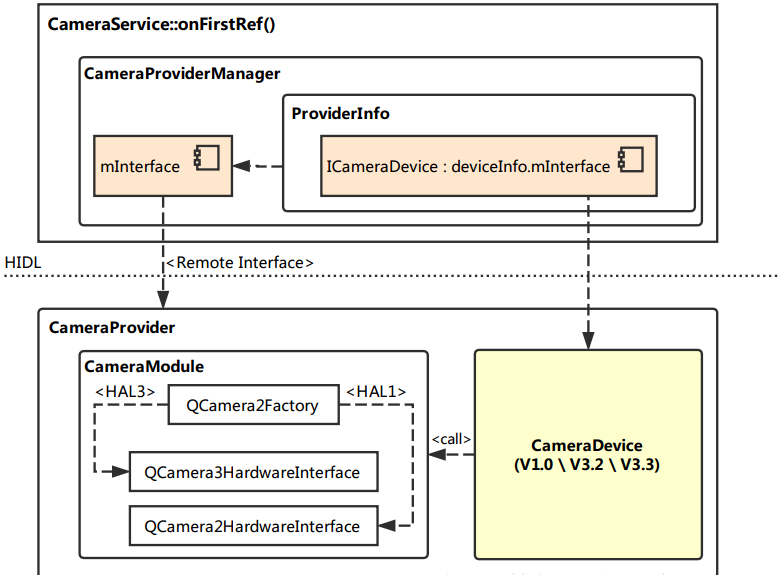 CameraService::onFirstRef()
CameraProviderManager
ProviderInfo
mInterface
ICameraDevice : deviceInfo.mInterface
HIDL
<Remote Interface>
CameraProvider
CameraModule
<HAL3>
<HAL1>
QCamera2Factory
<call>
CameraDevice
(V1.0 \ V3.2 \ V3.3)
QCamera3HardwareInterface
QCamera2HardwareInterface